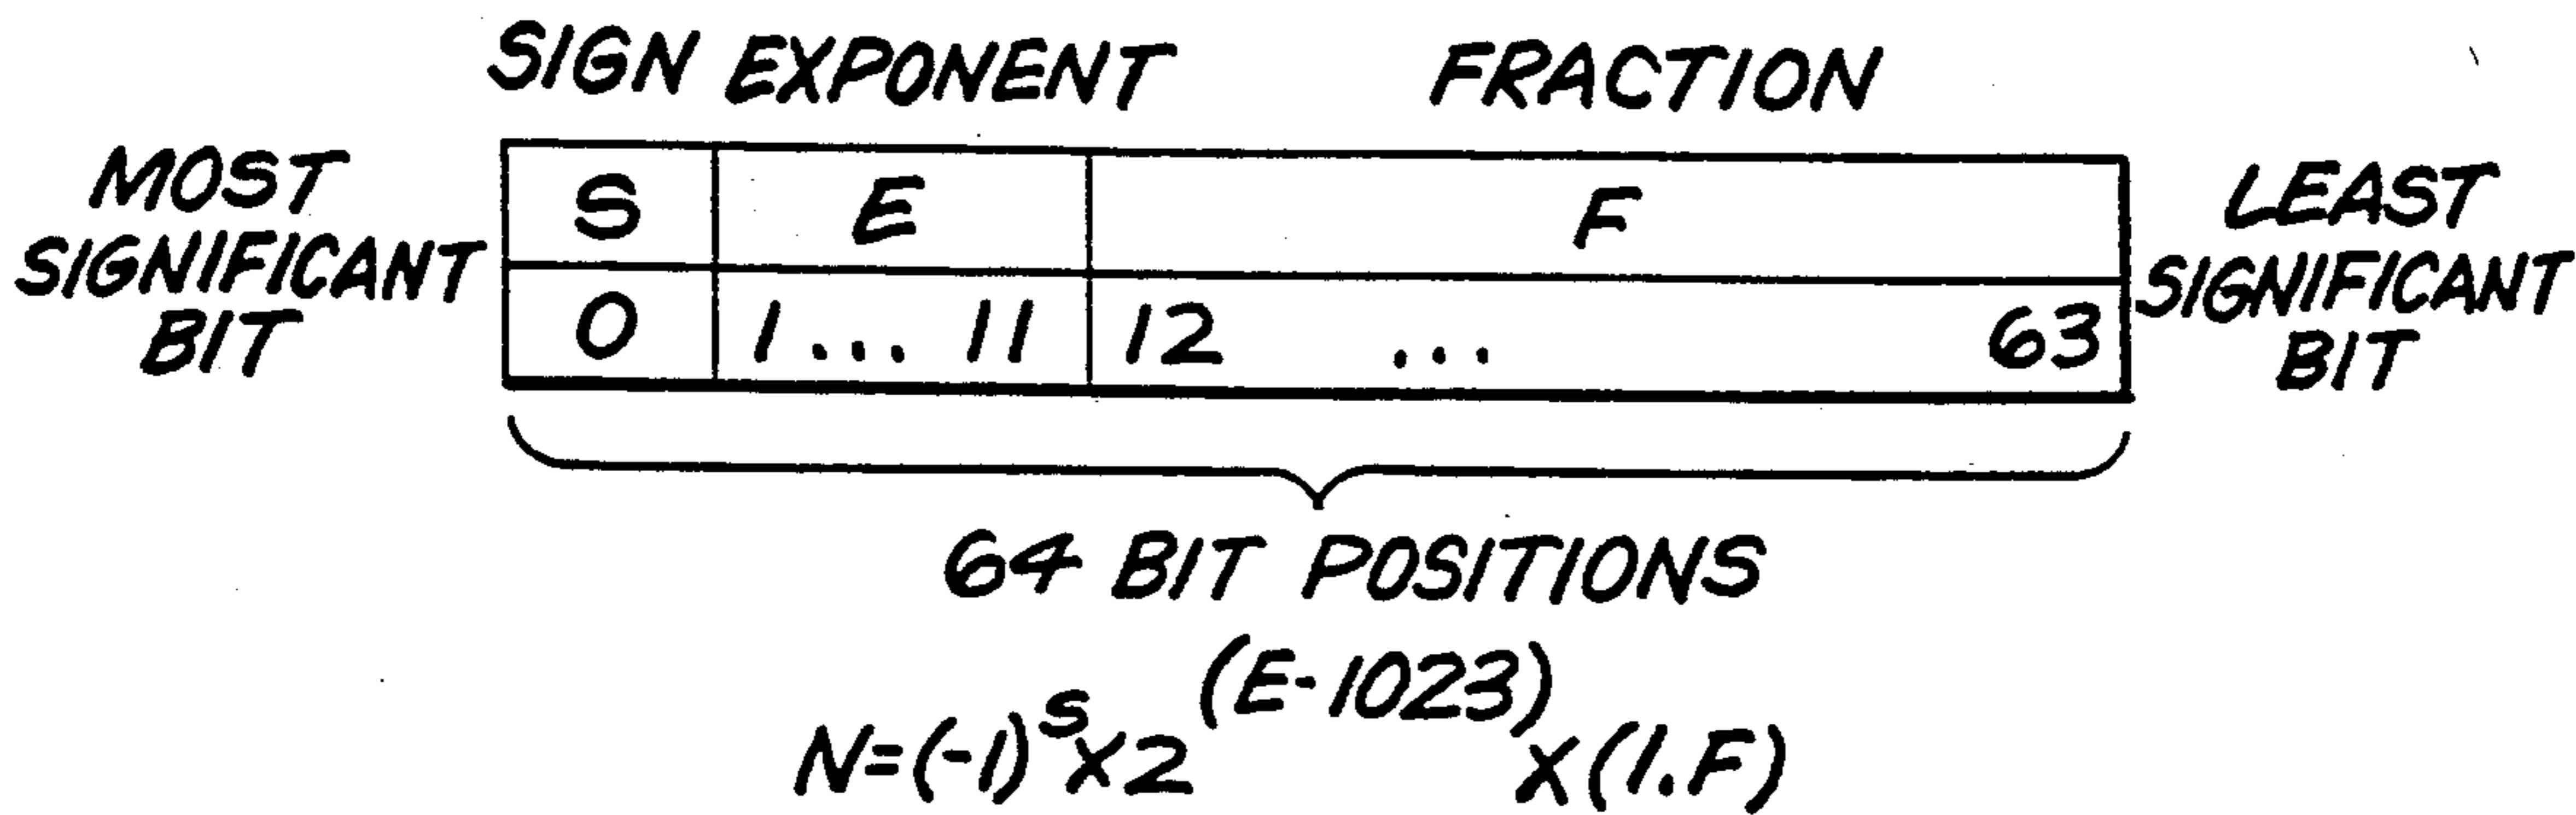 SIGN EXPONENT FRACTION
MOST SIGNIFICANT BIT
S E F
0 1 ... 11 12 ... 63
LEAST SIGNIFICANT BIT
64 BIT POSITIONS
N=(-1)^S x2^(E-1023) x(1.F)